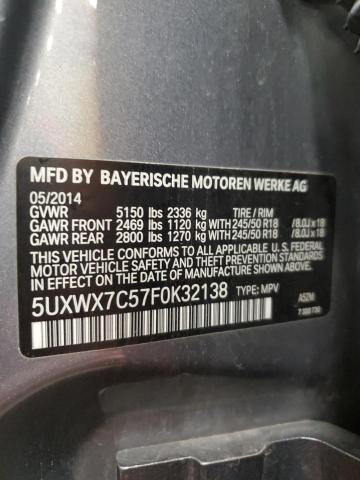 MFD BY BAYERISCHE MOTOREN WERKE AG
05/2014
GVWR 5150 lbs 2336 kg TIRE / RIM
GAWR FRONT 2469 lbs 1120 kg WITH 245/50 R18 / 8.0J x 18
GAWR REAR 2800 lbs 1270 kg WITH 245/50 R18 / 8.0J x 18
THIS VEHICLE CONFORMS TO ALL APPLICABLE U.S. FEDERAL
MOTOR VEHICLE SAFETY STANDARDS
IN EFFECT ON THE DATE OF MANUFACTURE SHOWN ABOVE
5UXWX7C57F0K32138 TYPE: MPV
A52M